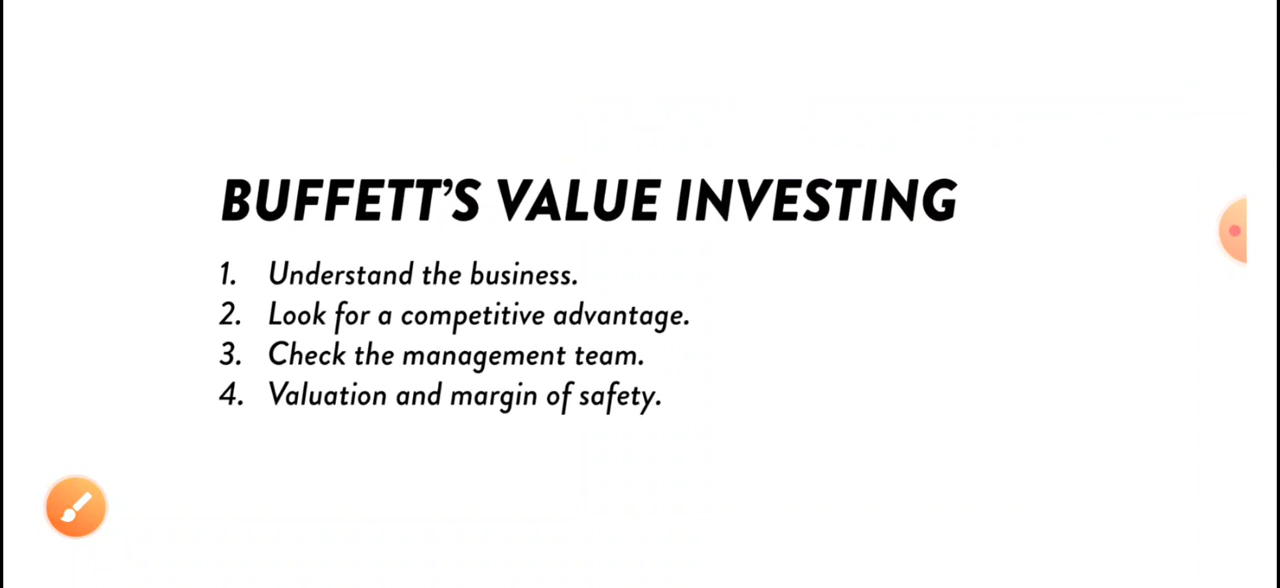 BUFFETT’S VALUE INVESTING
1. Understand the business.
2. Look for a competitive advantage.
3. Check the management team.
4. Valuation and margin of safety.